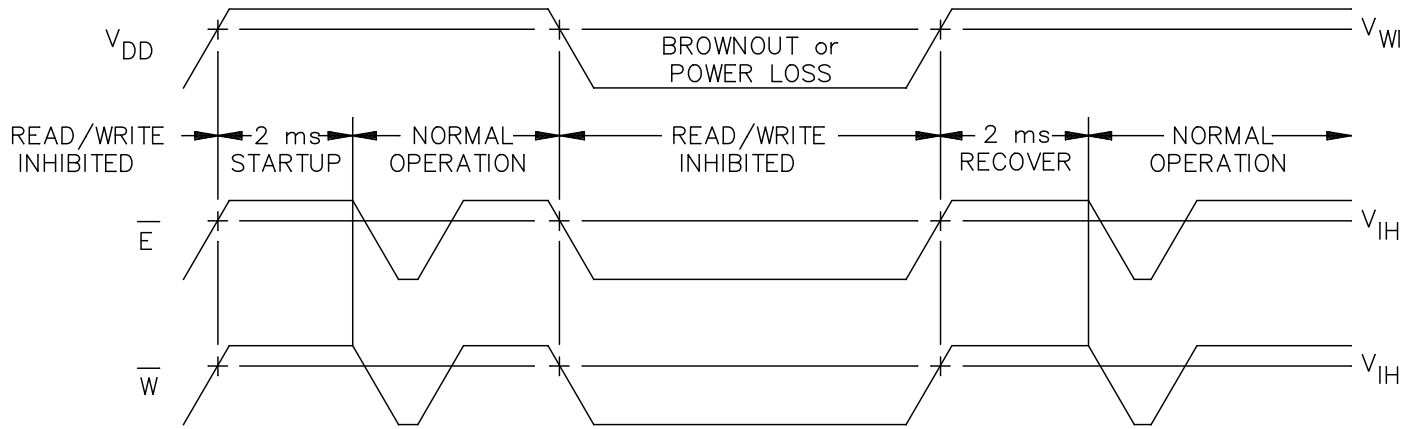 VDD
BROWNOUT or
POWER LOSS
VWI
READ/WRITE
INHIBITED
2 ms
STARTUP
NORMAL
OPERATION
READ/WRITE
INHIBITED
2 ms
RECOVER
NORMAL
OPERATION
E̅
VIH
W̅
VIH